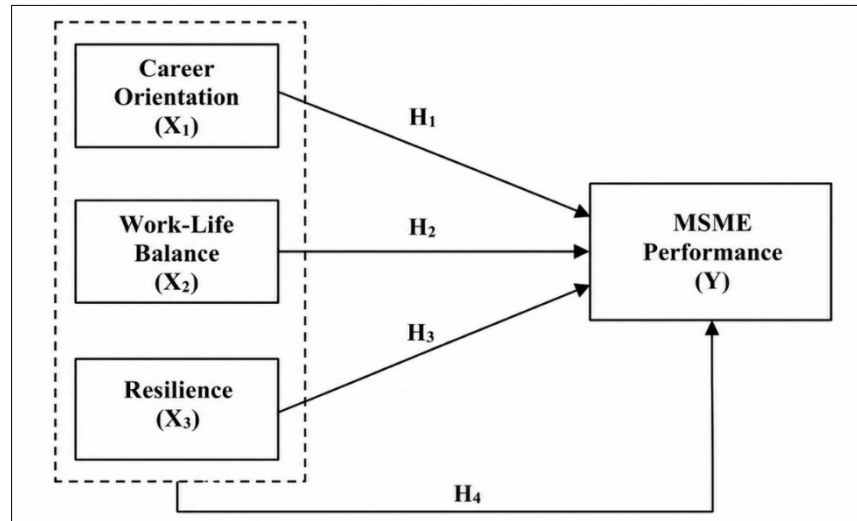 Career
Orientation
(X₁)
H₁
Work-Life
Balance
(X₂)
H₂
MSME
Performance
(Y)
H₃
Resilience
(X₃)
H₄